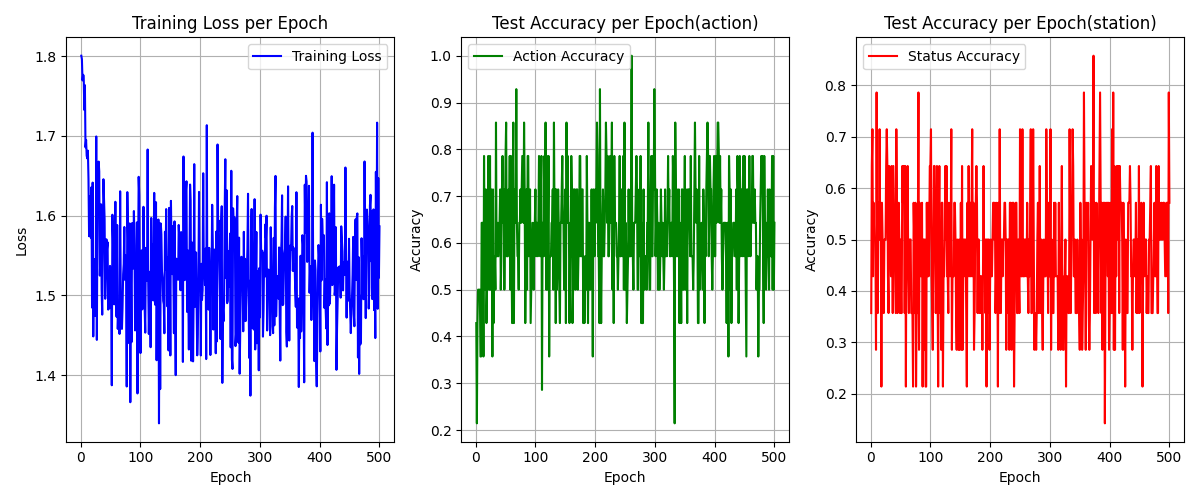 Training Loss per Epoch
Training Loss
1.8
1.7
1.6
1.5
1.4
Loss
0 100 200 300 400 500
Epoch
Test Accuracy per Epoch(action)
Action Accuracy
1.0
0.9
0.8
0.7
0.6
0.5
0.4
0.3
0.2
Accuracy
0 100 200 300 400 500
Epoch
Test Accuracy per Epoch(station)
Status Accuracy
0.8
0.7
0.6
0.5
0.4
0.3
0.2
Accuracy
0 100 200 300 400 500
Epoch